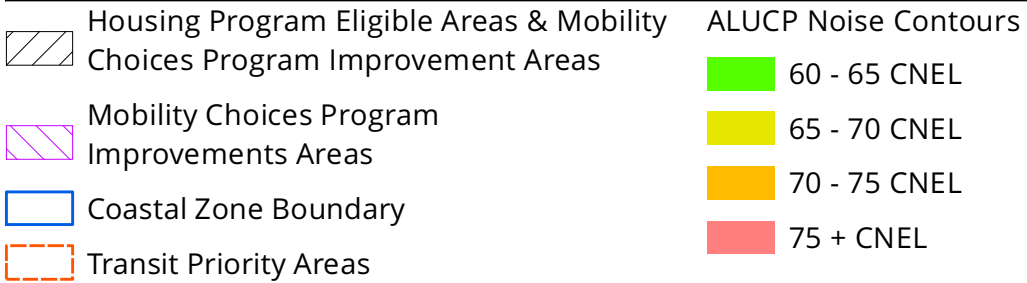 Housing Program Eligible Areas & Mobility
Choices Program Improvement Areas
Mobility Choices Program
Improvements Areas
Coastal Zone Boundary
Transit Priority Areas
ALUCP Noise Contours
60 - 65 CNEL
65 - 70 CNEL
70 - 75 CNEL
75 + CNEL